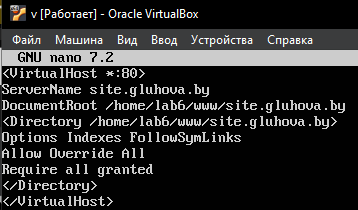 v [Работает] - Oracle VirtualBox
Файл Машина Вид Ввод Устройства Справка
GNU nano 7.2
<VirtualHost *:80>
ServerName site.gluhova.by
DocumentRoot /home/lab6/www/site.gluhova.by
<Directory /home/lab6/www/site.gluhova.by>
Options Indexes FollowSymLinks
Allow Override All
Require all granted
</Directory>
</VirtualHost>